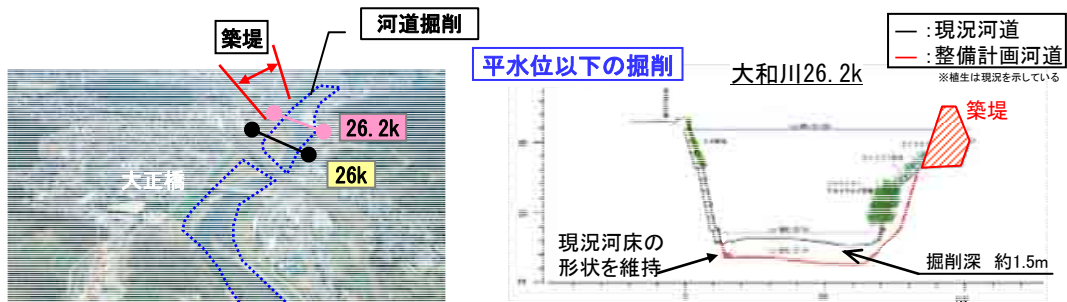 築堤
河道掘削
26.2k
26k
大正橋
平水位以下の掘削
大和川26.2k
― :現況河道
― :整備計画河道
※植生は現況を示している
築堤
現況河床の
形状を維持
掘削深 約1.5m